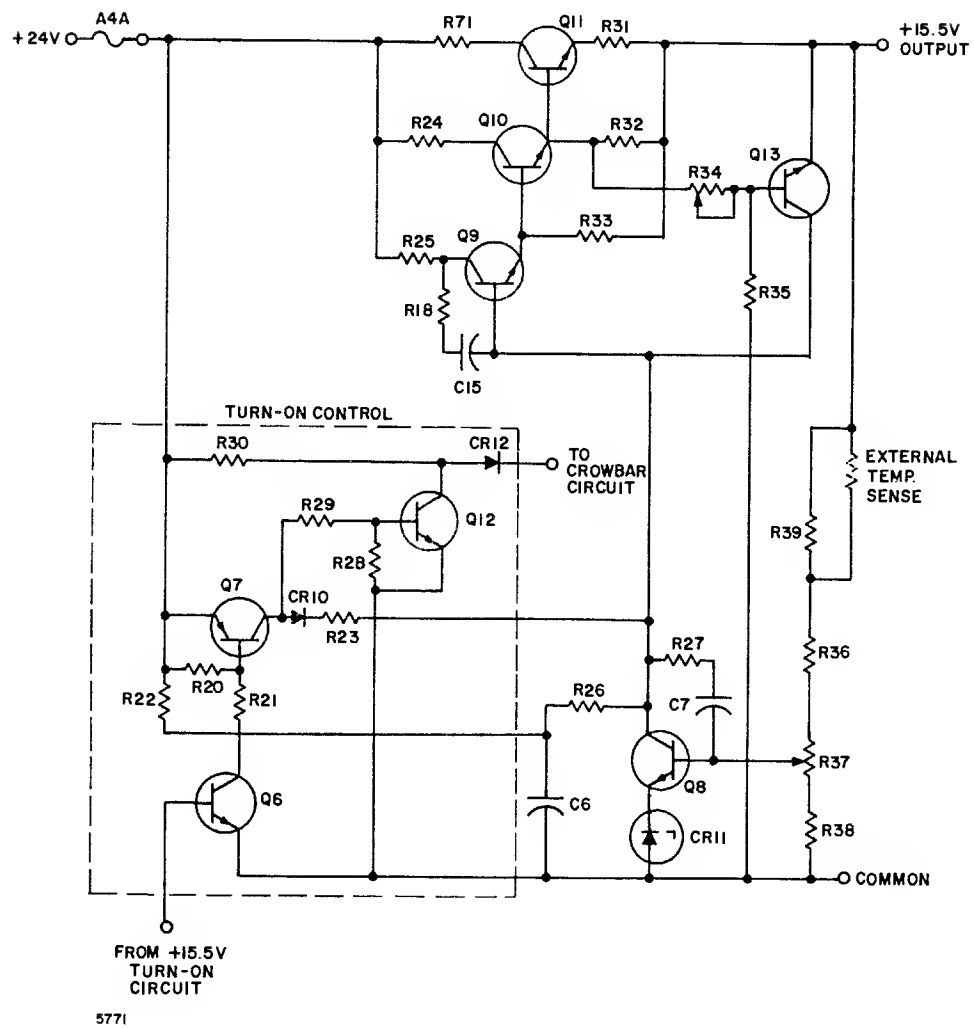 A4A
+24V
R71
Q11
R31
+15.5V
OUTPUT
R24
Q10
R32
Q13
R34
R25
Q9
R33
R18
R35
C15
TURN-ON CONTROL
R30
CR12
TO
CROWBAR
CIRCUIT
EXTERNAL
TEMP.
SENSE
R29
Q12
R39
R28
Q7
CR10
R23
R27
R36
R20
R22
R21
R26
C7
R37
Q6
C6
Q8
CR11
R38
COMMON
FROM +15.5V
TURN-ON
CIRCUIT
5771